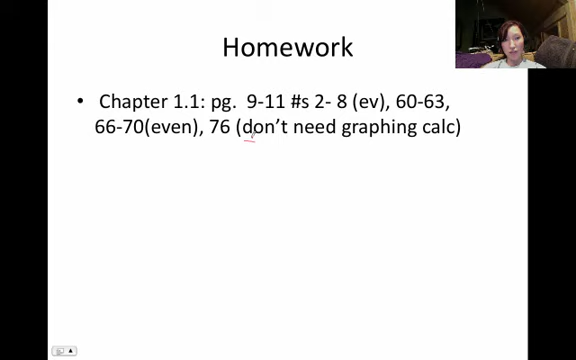 Homework
• Chapter 1.1: pg. 9-11 #s 2- 8 (ev), 60-63,
66-70(even), 76 (don't need graphing calc)